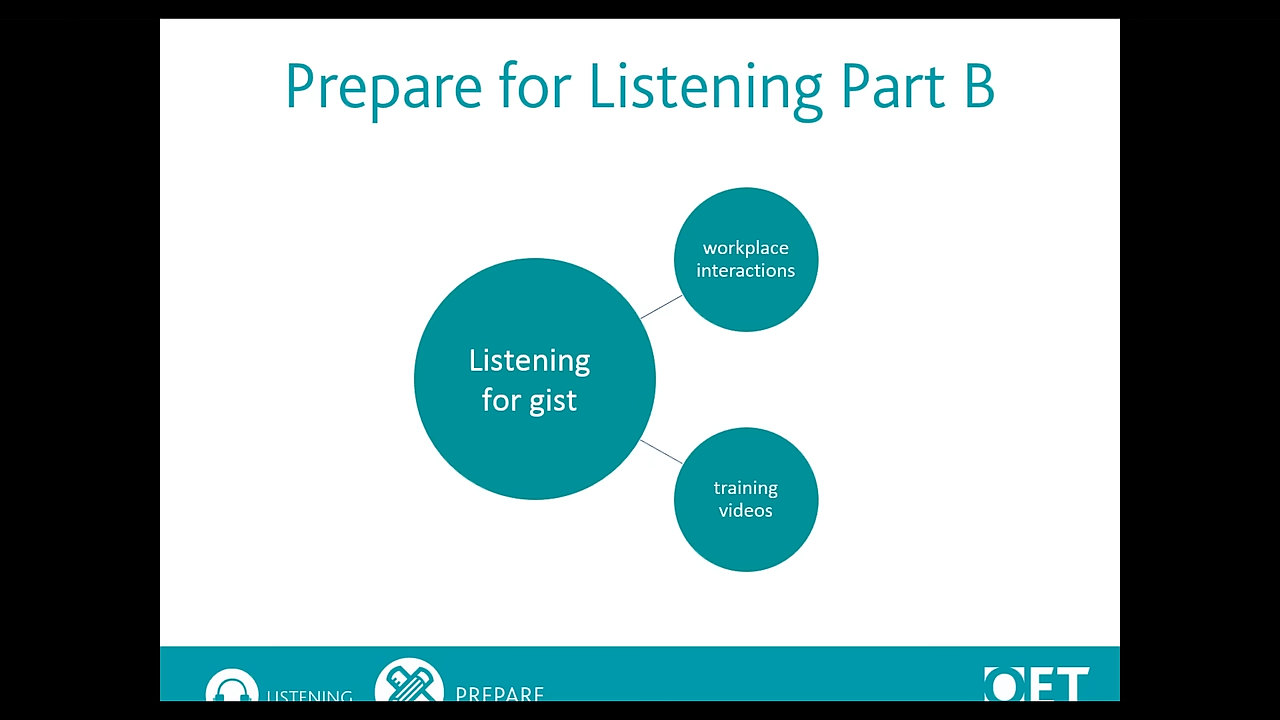 Prepare for Listening Part B
workplace
interactions
Listening
for gist
training
videos
LISTENING
PREPARE
OET